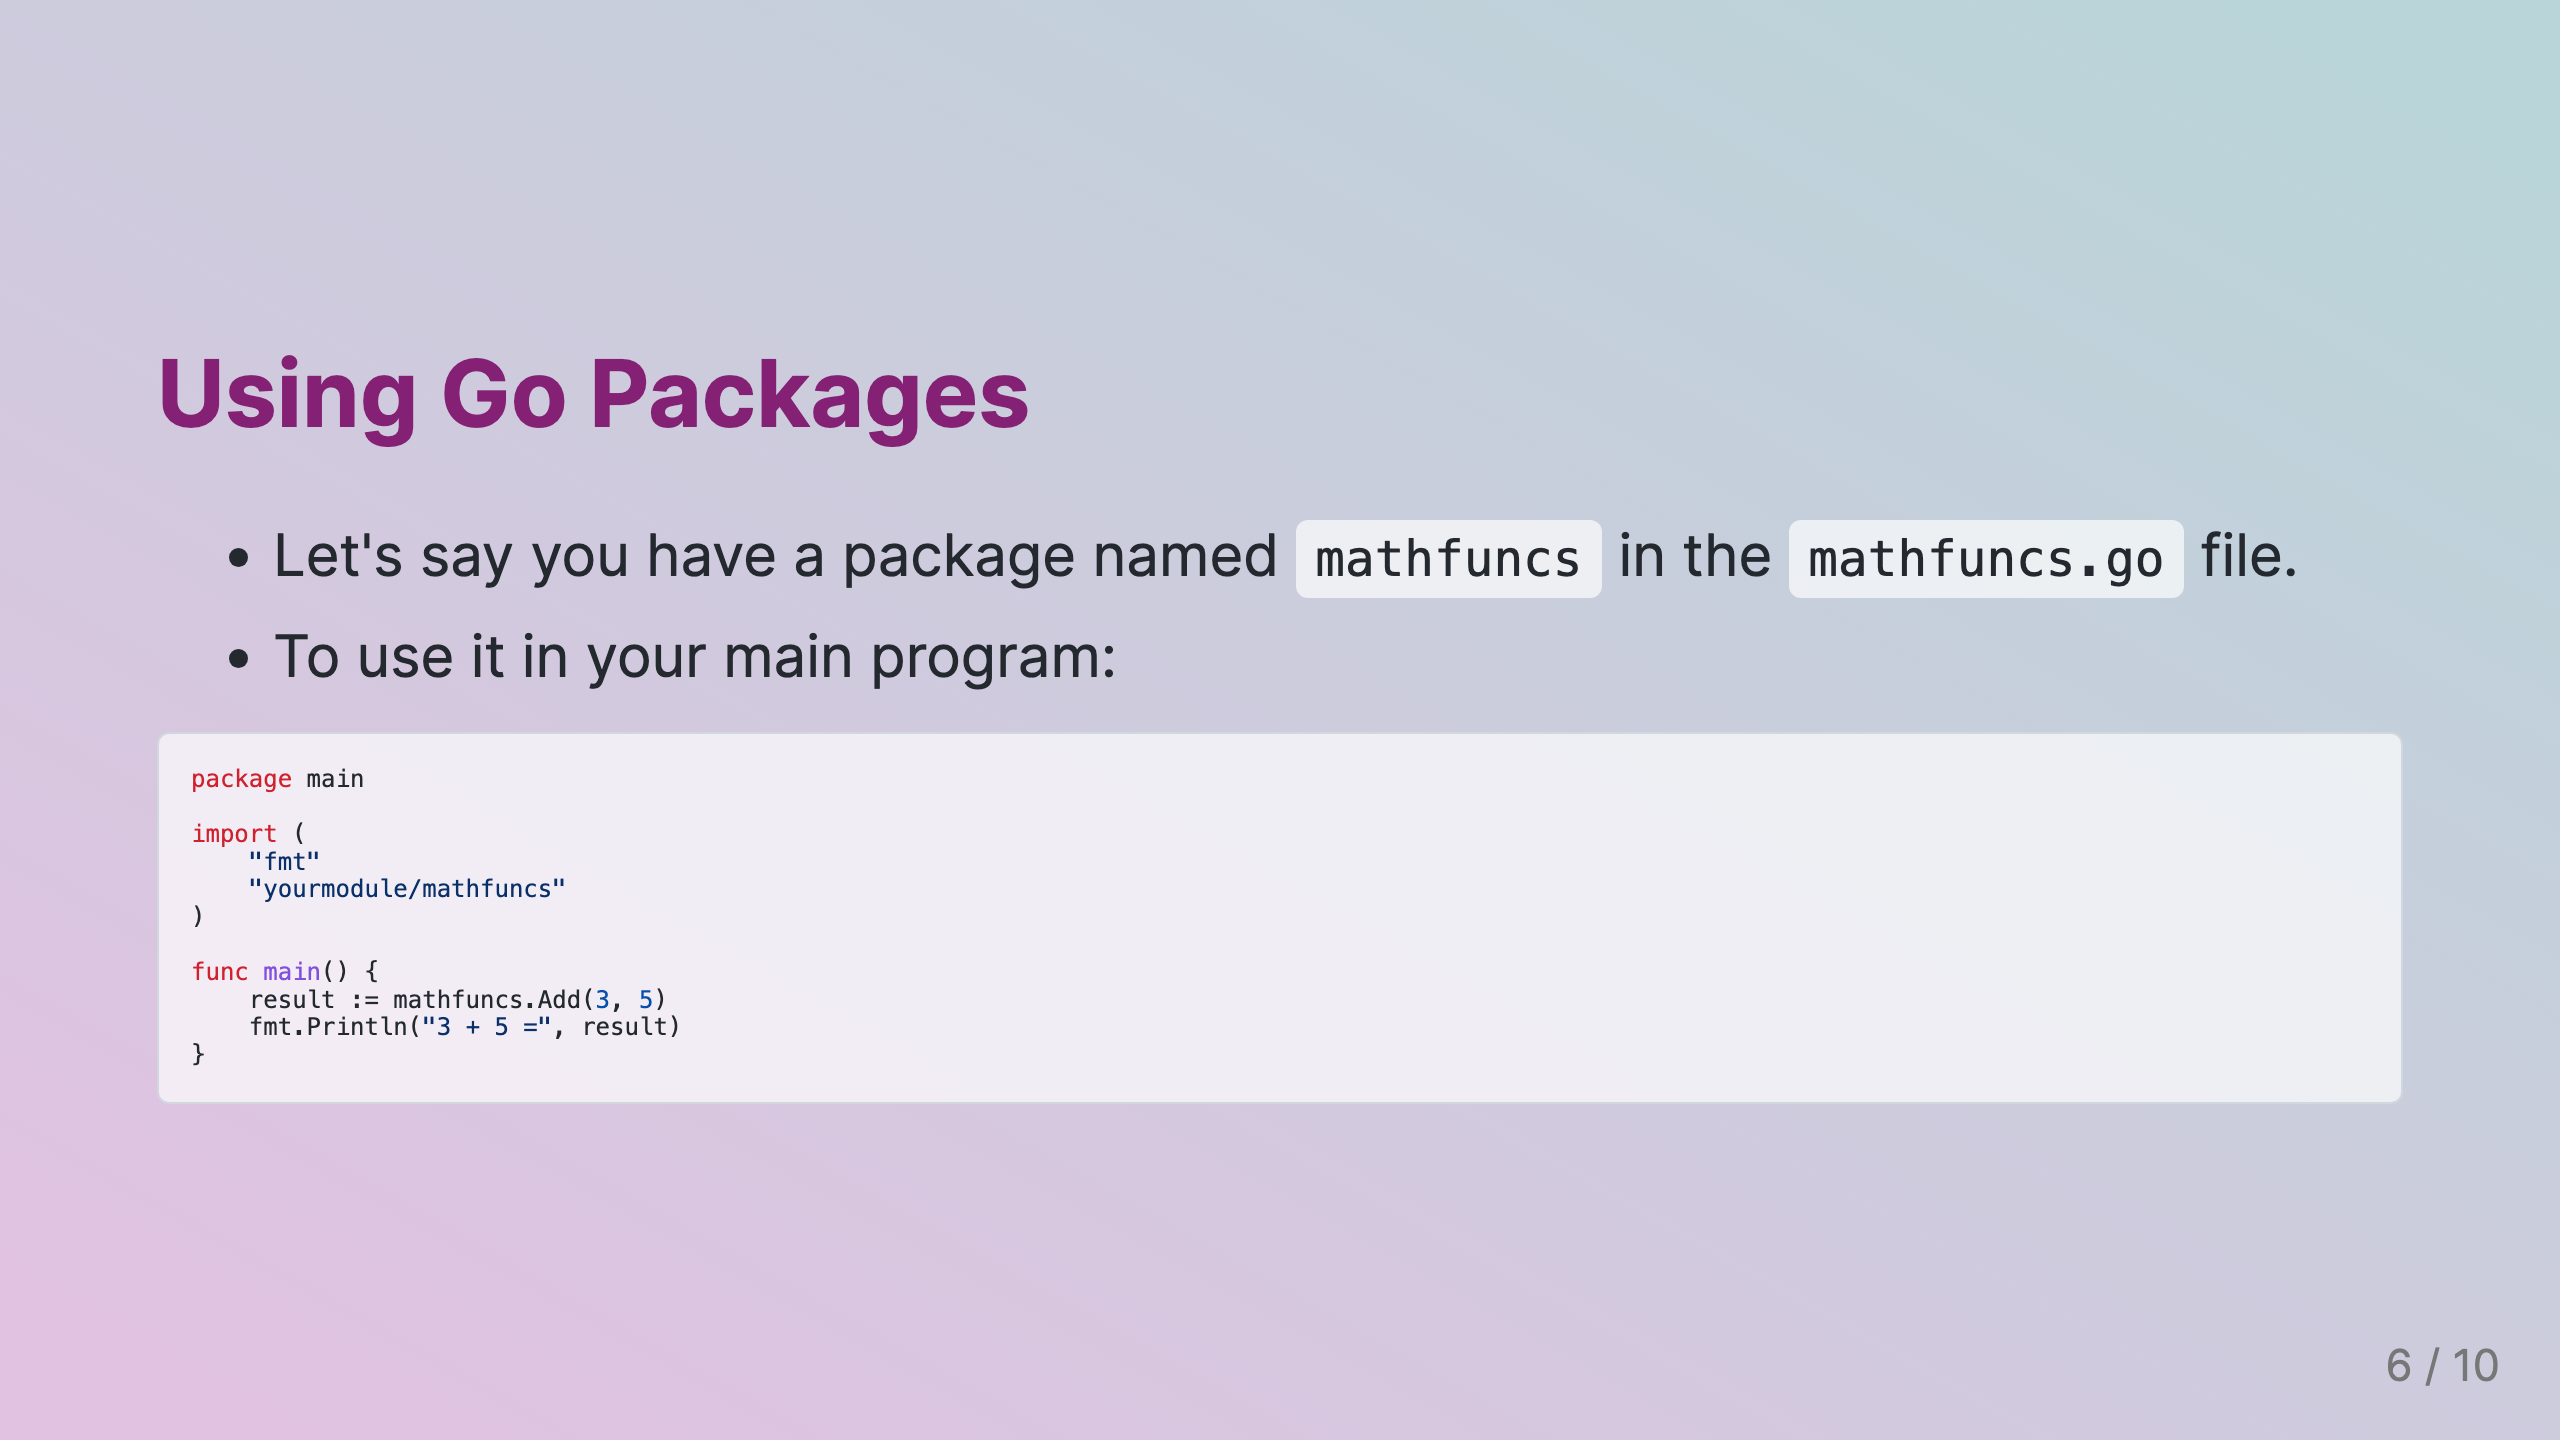 Using Go Packages
• Let's say you have a package named mathfuncs in the mathfuncs.go file.
• To use it in your main program:
package main
import (
    "fmt"
    "yourmodule/mathfuncs"
)
func main() {
    result := mathfuncs.Add(3, 5)
    fmt.Println("3 + 5 =", result)
}
6 / 10